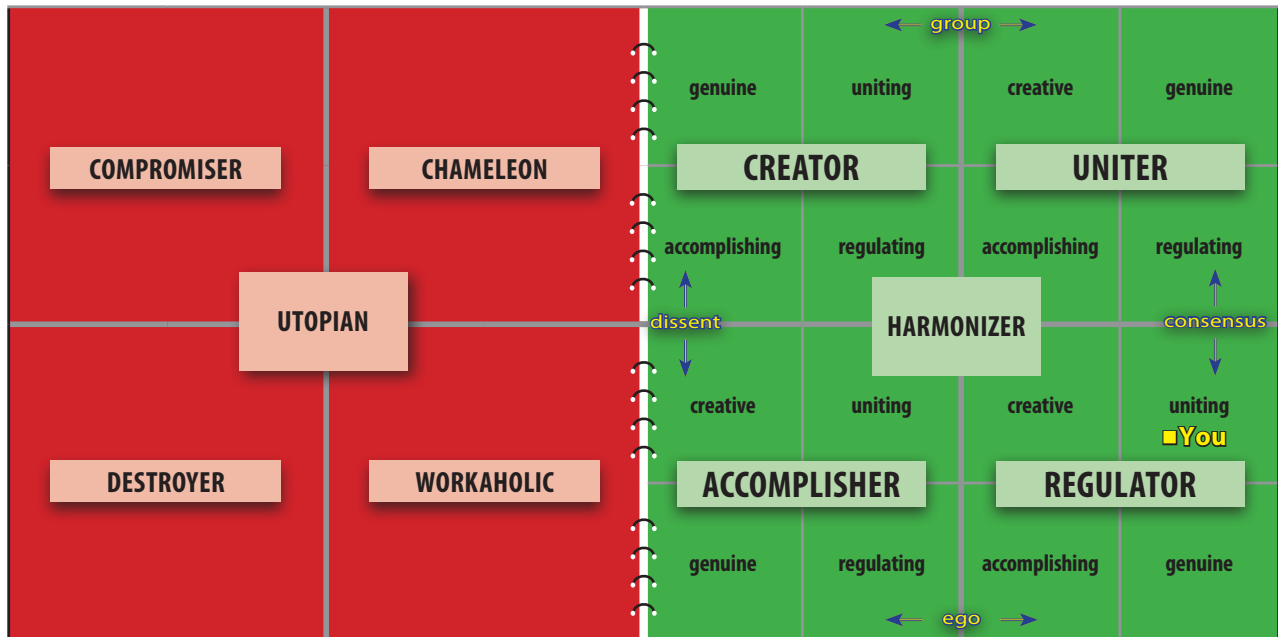 group
genuine uniting creative genuine
COMPROMISER CHAMELEON CREATOR UNITER
accomplishing regulating accomplishing regulating
UTOPIAN dissent HARMONIZER consensus
creative uniting creative uniting
You
DESTROYER WORKAHOLIC ACCOMPLISHER REGULATOR
genuine regulating accomplishing genuine
ego